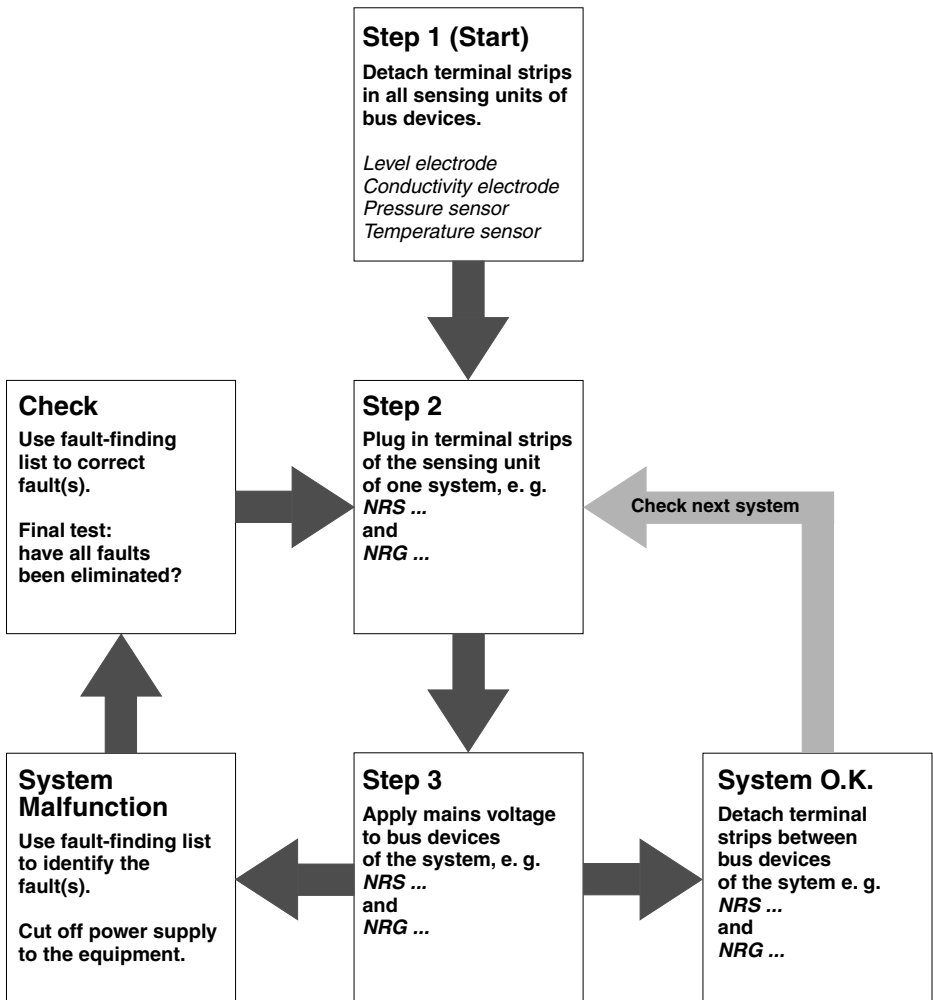 Step 1 (Start)
Detach terminal strips
in all sensing units of
bus devices.
Level electrode
Conductivity electrode
Pressure sensor
Temperature sensor
Check
Use fault-finding
list to correct
fault(s).
Final test:
have all faults
been eliminated?
Step 2
Plug in terminal strips
of the sensing unit
of one system, e. g.
NRS ...
and
NRG ...
Check next system
System
Malfunction
Use fault-finding list
to identify the
fault(s).
Cut off power supply
to the equipment.
Step 3
Apply mains voltage
to bus devices
of the system, e. g.
NRS ...
and
NRG ...
System O.K.
Detach terminal
strips between
bus devices
of the sytem e. g.
NRS ...
and
NRG ...